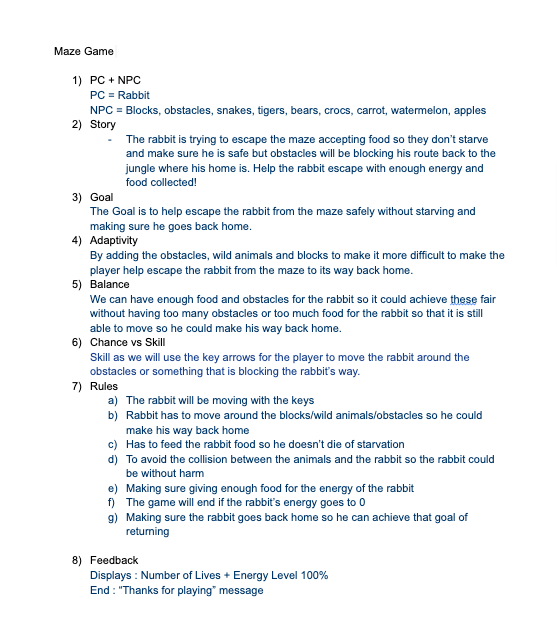 Maze Game
1) PC + NPC
PC = Rabbit
NPC = Blocks, obstacles, snakes, tigers, bears, crocs, carrot, watermelon, apples
2) Story
- The rabbit is trying to escape the maze accepting food so they don't starve
and make sure he is safe but obstacles will be blocking his route back to the
jungle where his home is. Help the rabbit escape with enough energy and
food collected!
3) Goal
The Goal is to help escape the rabbit from the maze safely without starving and
making sure he goes back home.
4) Adaptivity
By adding the obstacles, wild animals and blocks to make it more difficult to make the
player help escape the rabbit from the maze to its way back home.
5) Balance
We can have enough food and obstacles for the rabbit so it could achieve these fair
without having too many obstacles or too much food for the rabbit so that it is still
able to move so he could make his way back home.
6) Chance vs Skill
Skill as we will use the key arrows for the player to move the rabbit around the
obstacles or something that is blocking the rabbit's way.
7) Rules
a) The rabbit will be moving with the keys
b) Rabbit has to move around the blocks/wild animals/obstacles so he could
make his way back home
c) Has to feed the rabbit food so he doesn't die of starvation
d) To avoid the collision between the animals and the rabbit so the rabbit could
be without harm
e) Making sure giving enough food for the energy of the rabbit
f) The game will end if the rabbit's energy goes to 0
g) Making sure the rabbit goes back home so he can achieve that goal of
returning
8) Feedback
Displays : Number of Lives + Energy Level 100%
End : "Thanks for playing" message